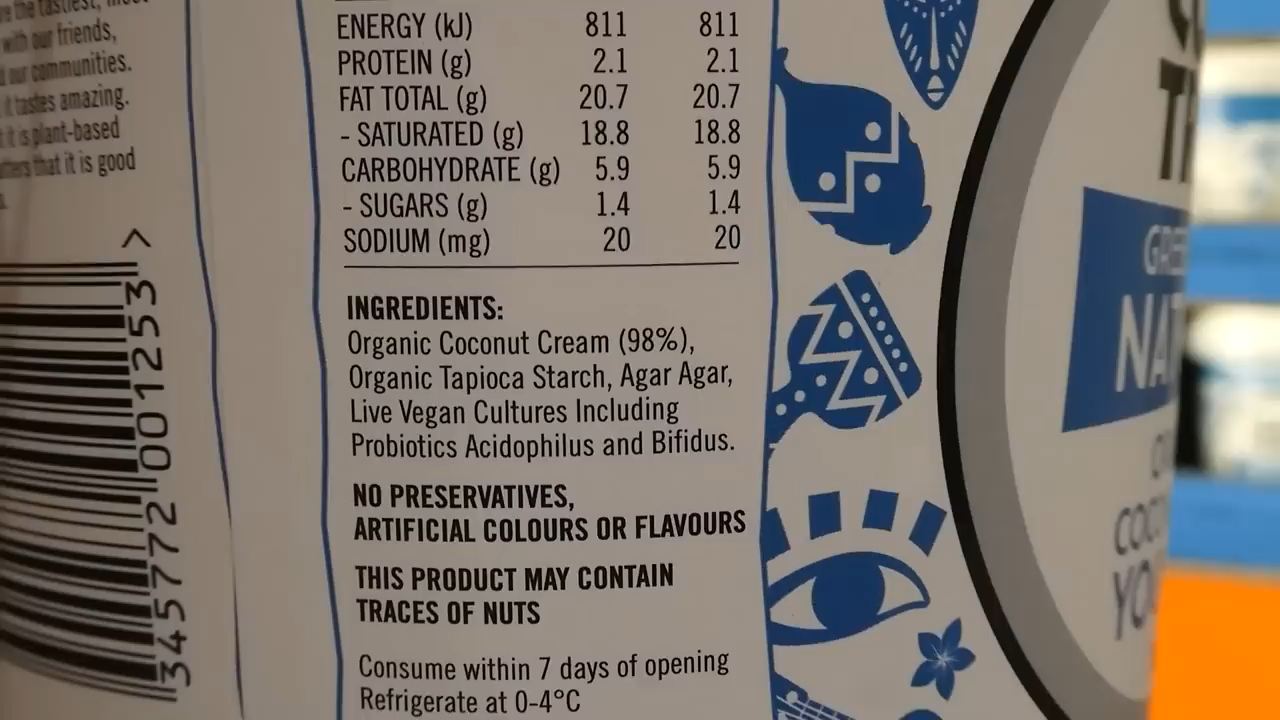 with our friends,
our communities.
it tastes amazing.
it is plant-based
that it is good
345772 001253 >
ENERGY (kJ) 811 811
PROTEIN (g) 2.1 2.1
FAT TOTAL (g) 20.7 20.7
- SATURATED (g) 18.8 18.8
CARBOHYDRATE (g) 5.9 5.9
- SUGARS (g) 1.4 1.4
SODIUM (mg) 20 20
INGREDIENTS:
Organic Coconut Cream (98%),
Organic Tapioca Starch, Agar Agar,
Live Vegan Cultures Including
Probiotics Acidophilus and Bifidus.
NO PRESERVATIVES,
ARTIFICIAL COLOURS OR FLAVOURS
THIS PRODUCT MAY CONTAIN
TRACES OF NUTS
Consume within 7 days of opening
Refrigerate at 0-4°C